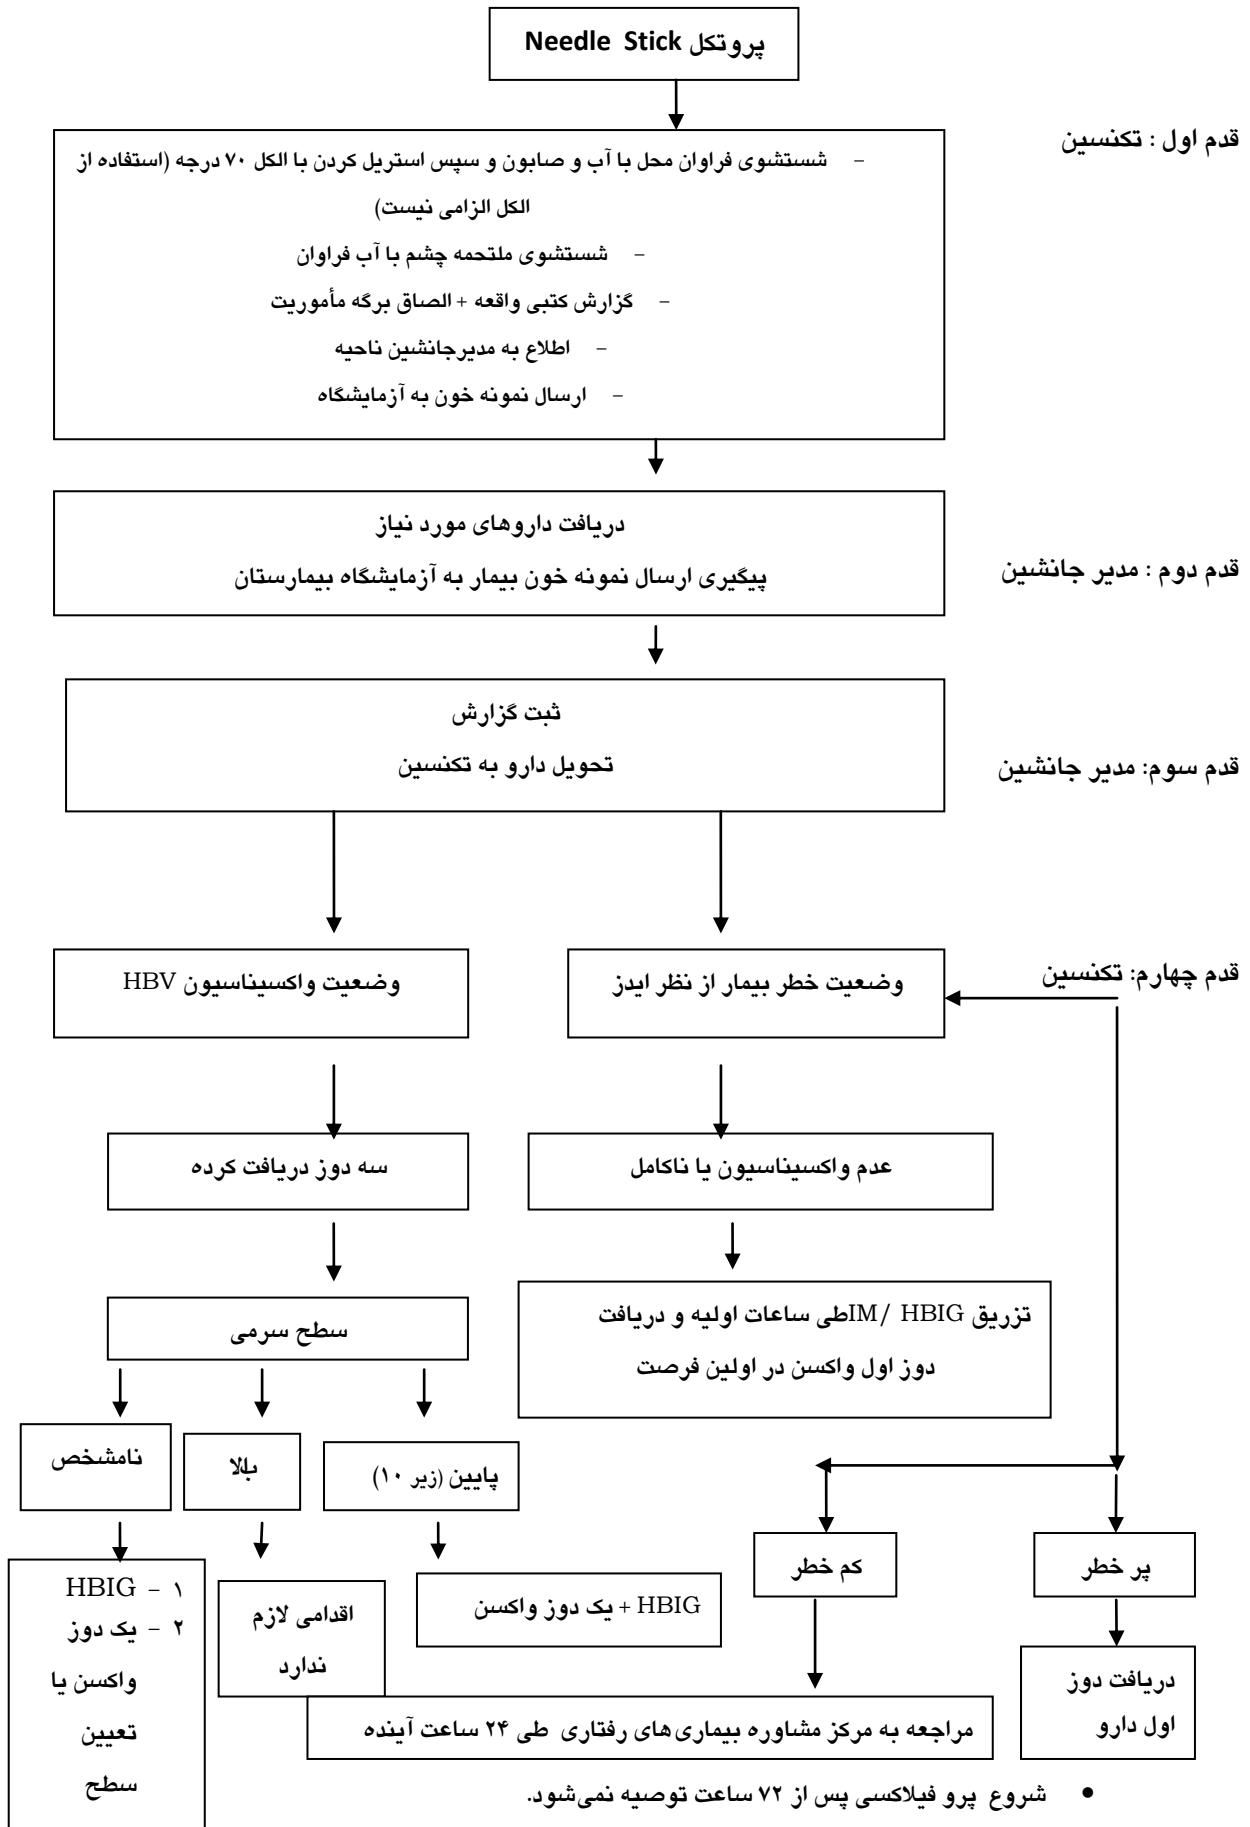 پروتکل Needle Stick
قدم اول : تکنسین
– شستشوی فراوان محل با آب و صابون و سپس استریل کردن با الکل ۷۰ درجه (استفاده از
الکل الزامی نیست)
– شستشوی ملتحمه چشم با آب فراوان
– گزارش کتبی واقعه + الصاق برگه مأموریت
– اطلاع به مدیرجانشین ناحیه
– ارسال نمونه خون به آزمایشگاه
قدم دوم : مدیر جانشین
دریافت داروهای مورد نیاز
پیگیری ارسال نمونه خون بیمار به آزمایشگاه بیمارستان
قدم سوم: مدیر جانشین
ثبت گزارش
تحویل دارو به تکنسین
قدم چهارم: تکنسین
وضعیت خطر بیمار از نظر ایدز
وضعیت واکسیناسیون HBV
عدم واکسیناسیون یا ناکامل
سه دوز دریافت کرده
تزریق IM/ HBIGطی ساعات اولیه و دریافت
دوز اول واکسن در اولین فرصت
سطح سرمی
پایین (زیر ۱۰)
بالا
نامشخص
پر خطر
کم خطر
HBIG + یک دوز واکسن
اقدامی لازم
ندارد
۱ – HBIG
۲ – یک دوز
واکسن یا
تعیین
سطح
دریافت دوز
اول دارو
مراجعه به مرکز مشاوره بیماری‌های رفتاری طی ۲۴ ساعت آینده
• شروع پرو فیلاکسی پس از ۷۲ ساعت توصیه نمی‌شود.